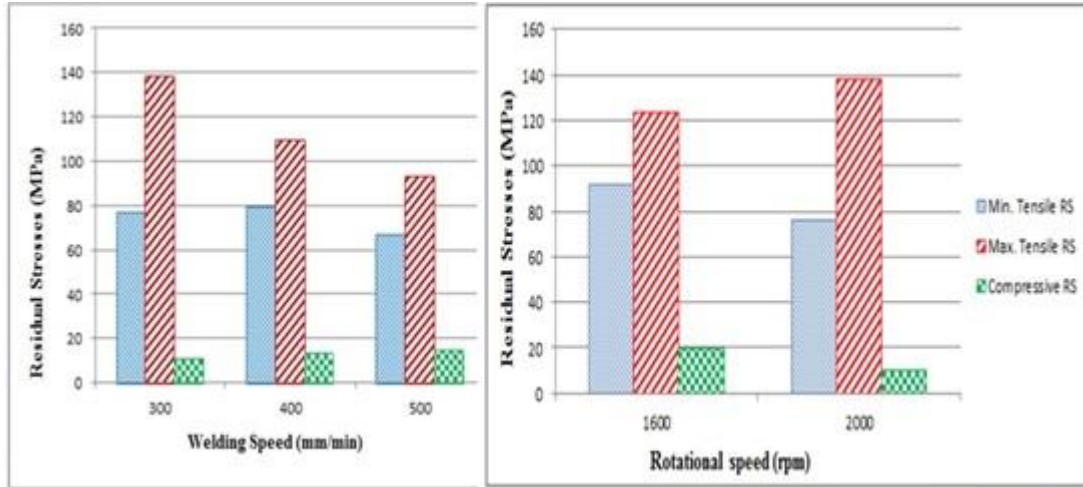 160
140
120
100
80
60
40
20
0
Residual Stresses (MPa)
300 400 500
Welding Speed (mm/min)
160
140
120
100
80
60
40
20
0
Residual Stresses (MPa)
1600 2000
Rotational speed (rpm)
Min. Tensile RS
Max. Tensile RS
Compressive RS